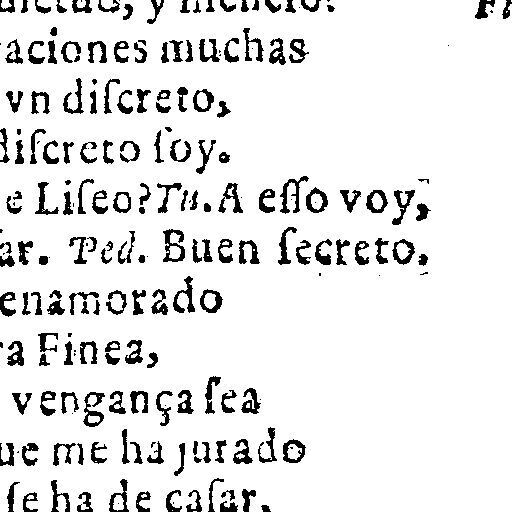 aciones muchas
vn discreto,
discreto soy.
e Liseo? Tu. A esso voy,
ar. Ped. Buen secreto.
enamorado
ra Finea,
vengança sea
ue me ha jurado
se ha de casar,